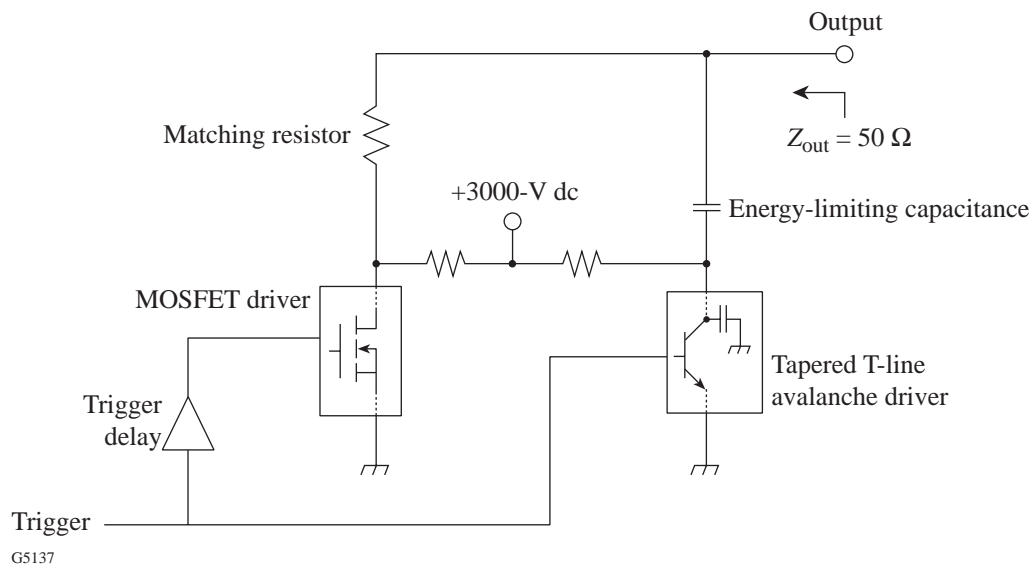 Output
Matching resistor
Zout = 50 Ω
+3000-V dc
Energy-limiting capacitance
MOSFET driver
Tapered T-line
avalanche driver
Trigger
delay
Trigger
G5137